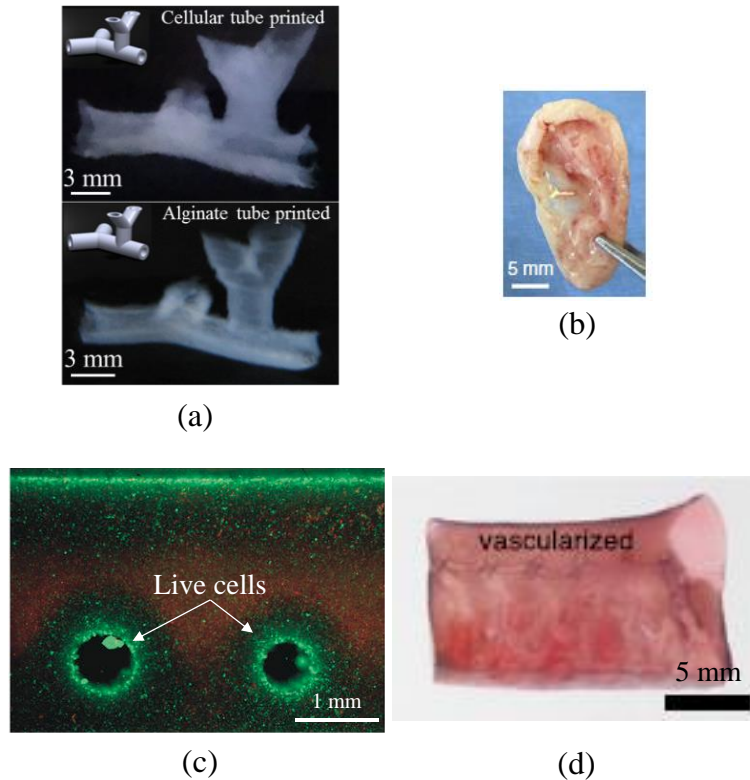 Cellular tube printed
3 mm
Alginate tube printed
3 mm
(a)
5 mm
(b)
Live cells
1 mm
(c)
vascularized
5 mm
(d)